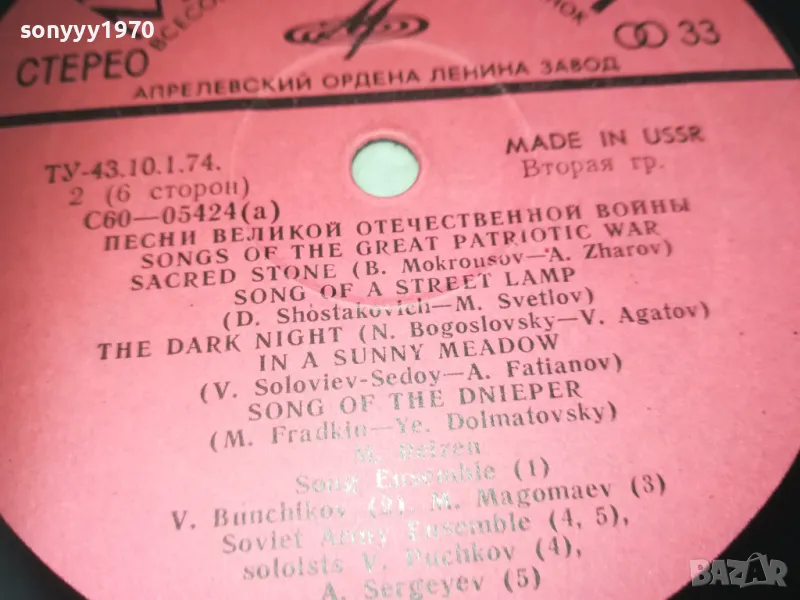 sonyyy1970
СТЕРЕО
33
АПРЕЛЕВСКИЙ ОРДЕНА ЛЕНИНА ЗАВОД
ТУ-43.10.1.74.
MADE IN USSR
2 (6 сторон)
Вторая гр.
С60—05424(а)
ПЕСНИ ВЕЛИКОЙ ОТЕЧЕСТВЕННОЙ ВОЙНЫ
SONGS OF THE GREAT PATRIOTIC WAR
SACRED STONE (B. Mokrousov—A. Zharov)
SONG OF A STREET LAMP
(D. Shostakovich—M. Svetlov)
THE DARK NIGHT (N. Bogoslovsky—V. Agatov)
IN A SUNNY MEADOW
(V. Soloviev-Sedoy—A. Fatianov)
SONG OF THE DNIEPER
(M. Fradkin—Ye. Dolmatovsky)
M. Reizen
Song Ensemble (1)
V. Bunchikov (2), M. Magomaev (3)
Soviet Army Ensemble (4, 5),
soloists V. Puchkov (4),
A. Sergeyev (5)
BAZAR